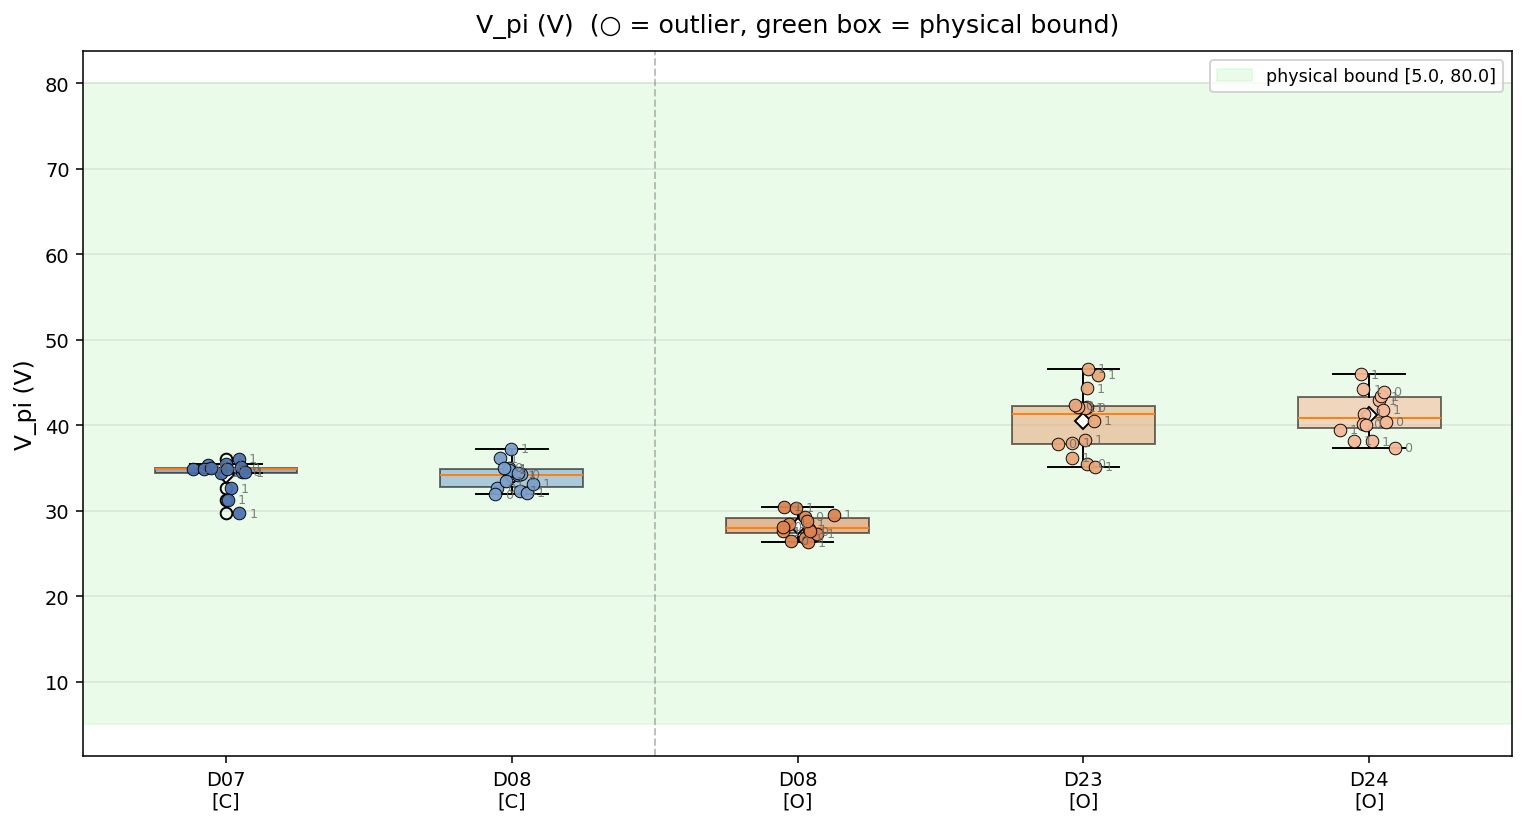 V_pi (V)  (○ = outlier, green box = physical bound)
physical bound [5.0, 80.0]
V_pi (V)
80
70
60
50
40
30
20
10
D07
[C]
D08
[C]
D08
[O]
D23
[O]
D24
[O]